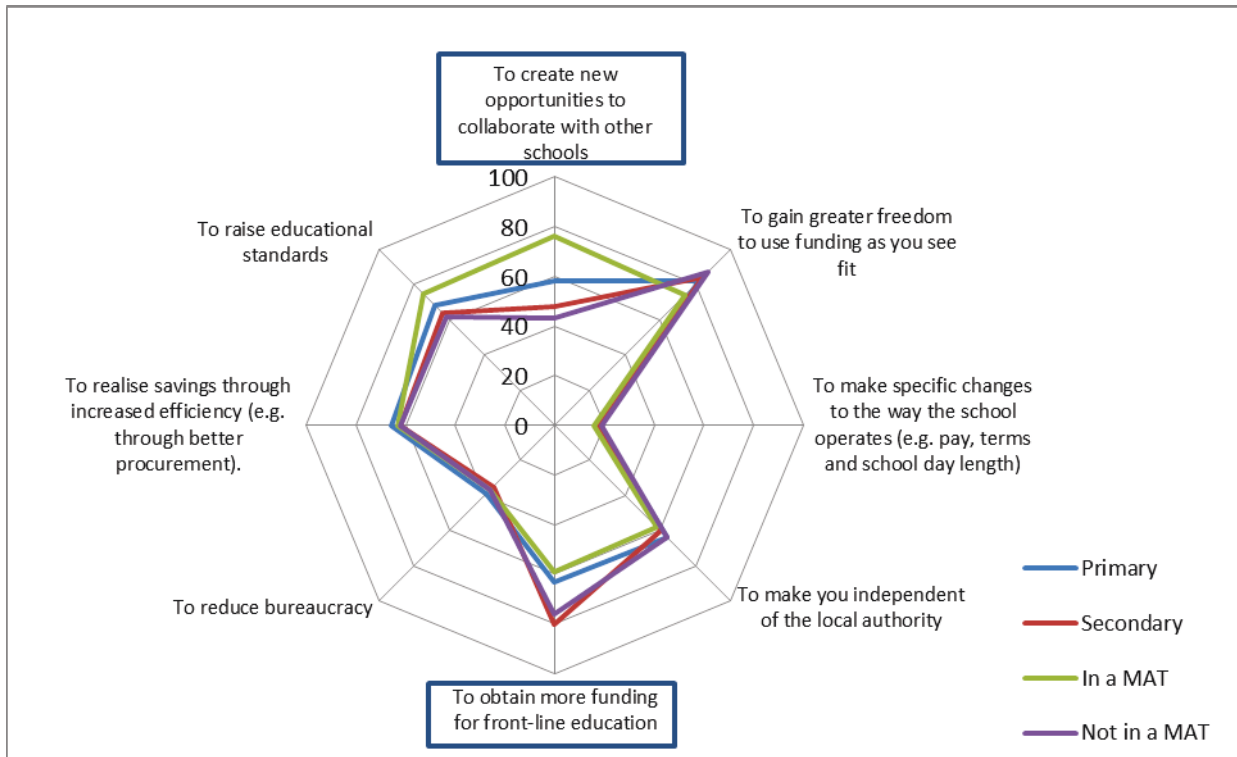 To create new
opportunities to
collaborate with other
schools
100
80
60
40
20
0
To gain greater freedom
to use funding as you see
fit
To make specific changes
to the way the school
operates (e.g. pay, terms
and school day length)
To make you independent
of the local authority
To obtain more funding
for front-line education
To reduce bureaucracy
To realise savings through
increased efficiency (e.g.
through better
procurement).
To raise educational
standards
Primary
Secondary
In a MAT
Not in a MAT